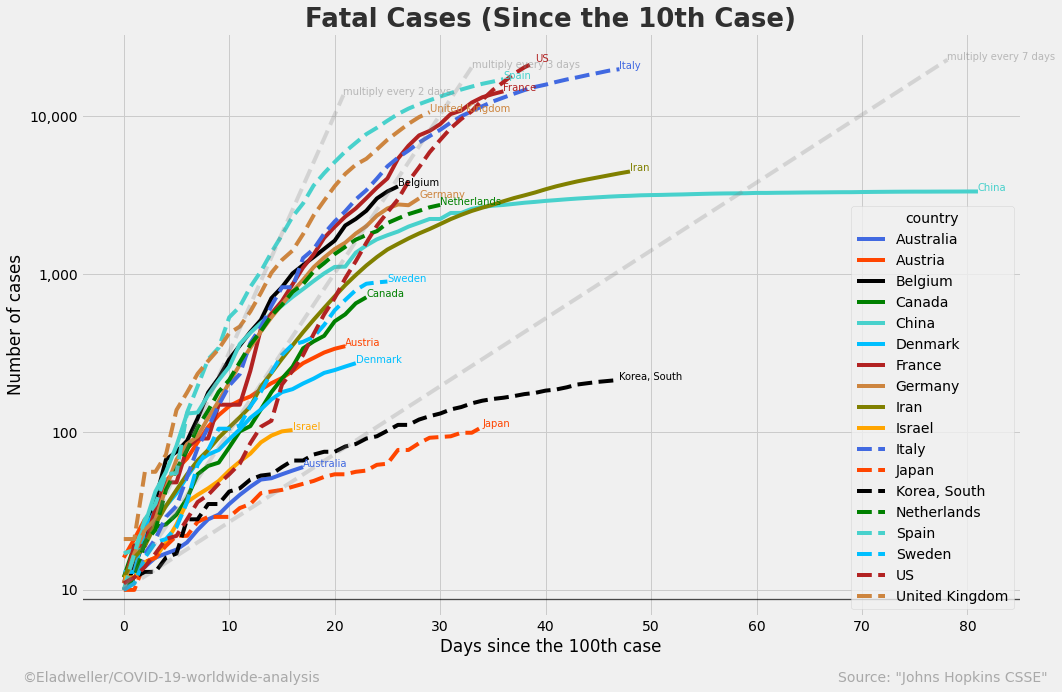 Fatal Cases (Since the 10th Case)
US
multiply every 7 days
multiply every 3 days
Italy
Spain
France
multiply every 2 days
United Kingdom
10,000
Belgium
Iran
Germany
China
Netherlands
1,000
Sweden
Canada
Austria
Denmark
Korea, South
Israel
Japan
100
Australia
10
Number of cases
country
Australia
Austria
Belgium
Canada
China
Denmark
France
Germany
Iran
Israel
Italy
Japan
Korea, South
Netherlands
Spain
Sweden
US
United Kingdom
0 10 20 30 40 50 60 70 80
Days since the 100th case
©Eladweller/COVID-19-worldwide-analysis
Source: "Johns Hopkins CSSE"